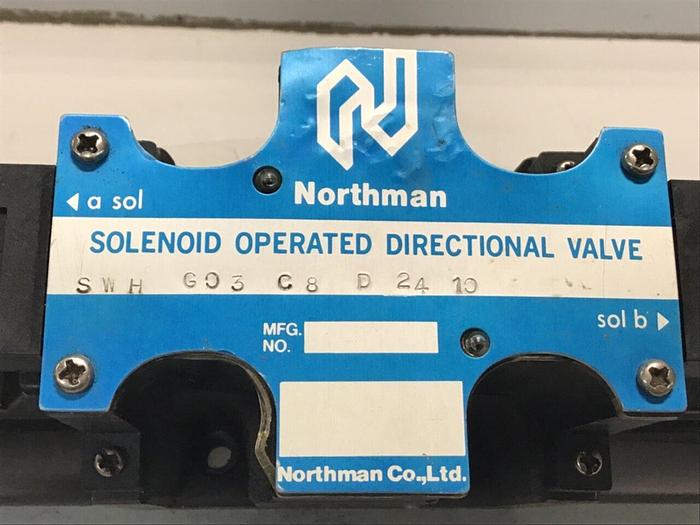 Northman
◀ a sol
SOLENOID OPERATED DIRECTIONAL VALVE
SWH G03 C8 D 24 10
sol b ▶
MFG.
NO.
Northman Co.,Ltd.